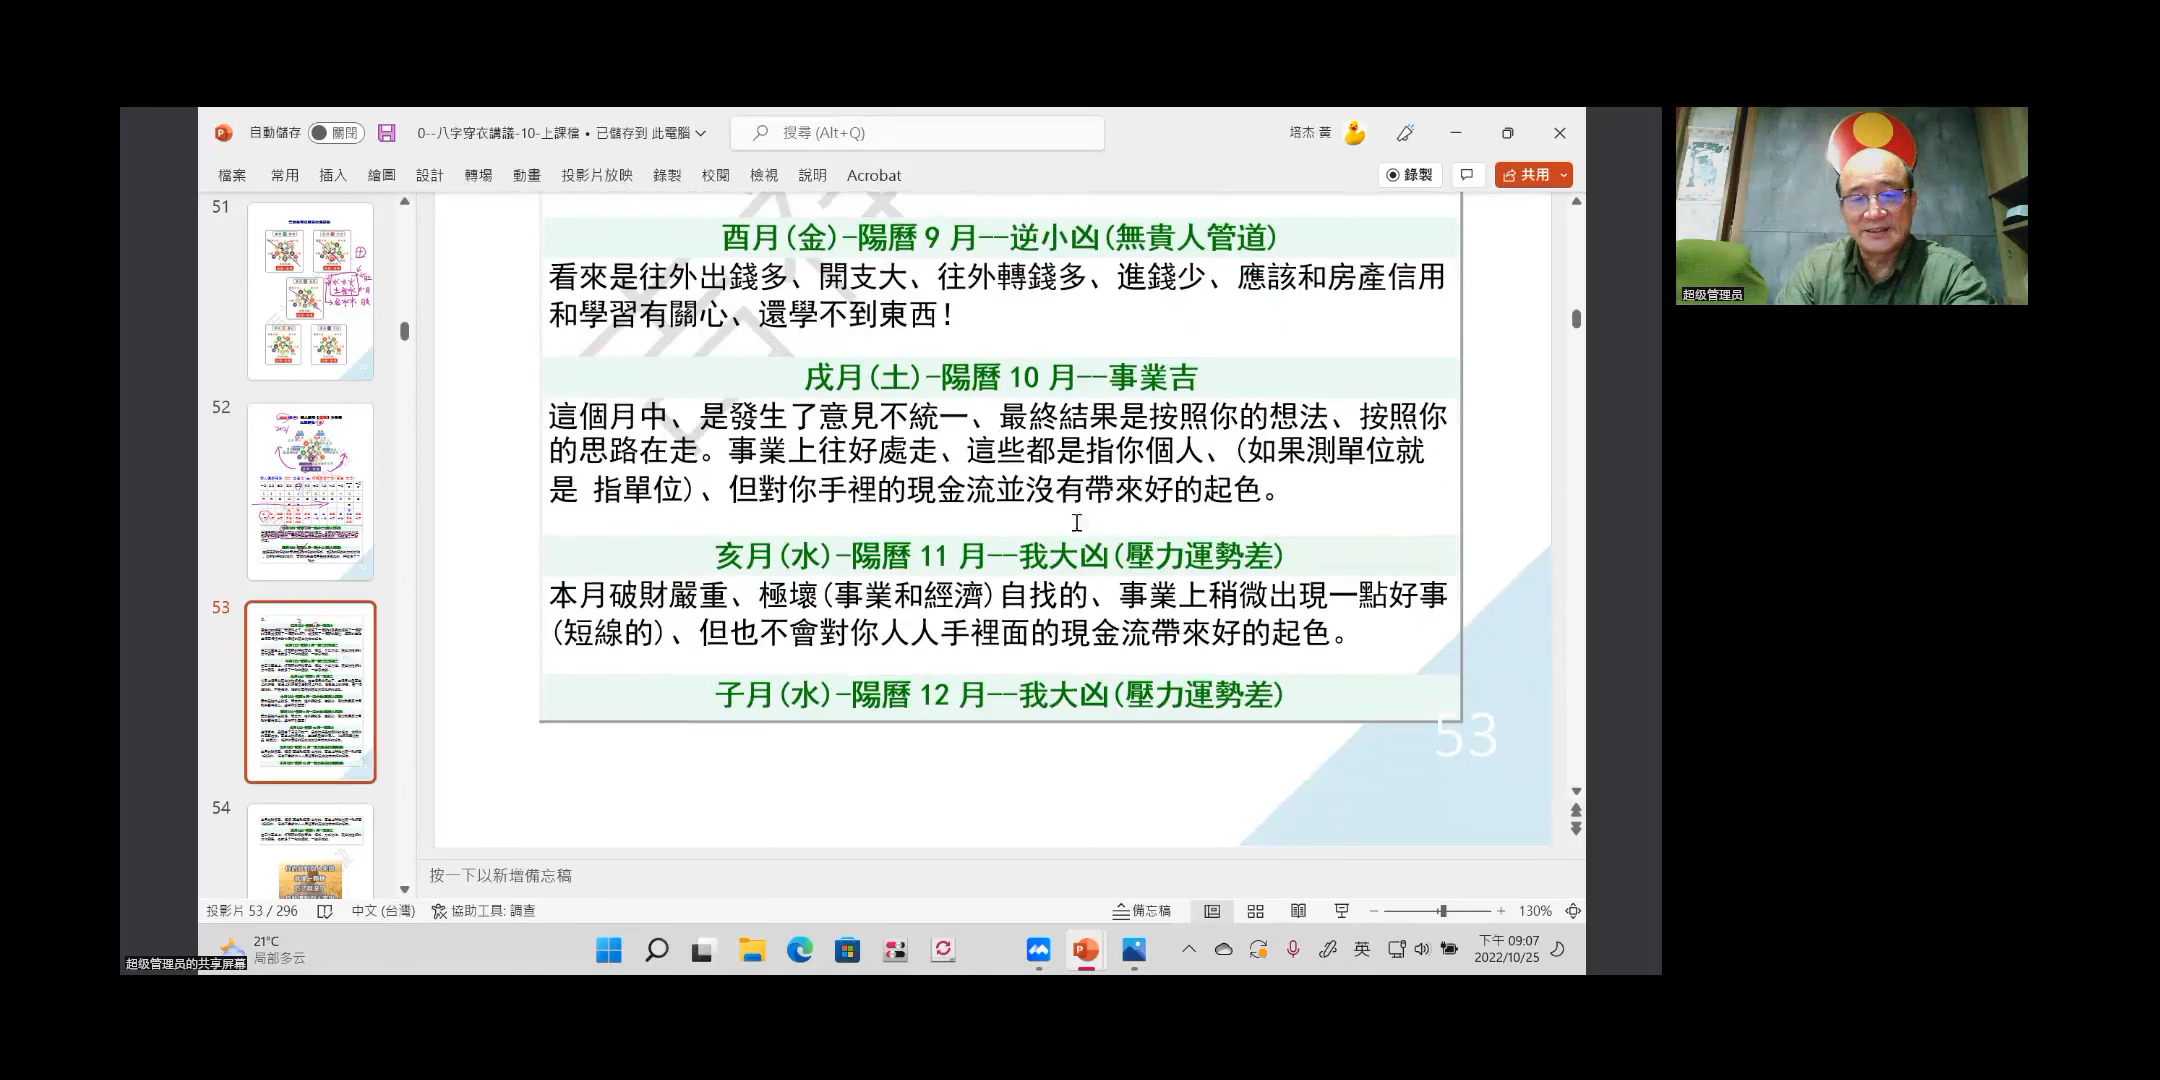 自動儲存 關閉 0--八字穿衣講議-10-上課檔 • 已儲存到 此電腦 搜尋 (Alt+Q) 培杰 黃
檔案 常用 插入 繪圖 設計 轉場 動畫 投影片放映 錄製 校閱 檢視 說明 Acrobat 錄製 共用
51
52
53
54
酉月(金)-陽曆9月--逆小凶(無貴人管道)
看來是往外出錢多、開支大、往外轉錢多、進錢少、應該和房產信用
和學習有關心、還學不到東西!
戌月(土)-陽曆10月--事業吉
這個月中、是發生了意見不統一、最終結果是按照你的想法、按照你
的思路在走。事業上往好處走、這些都是指你個人、(如果測單位就
是 指單位)、但對你手裡的現金流並沒有帶來好的起色。
亥月(水)-陽曆11月--我大凶(壓力運勢差)
本月破財嚴重、極壞(事業和經濟)自找的、事業上稍微出現一點好事
(短線的)、但也不會對你人人手裡面的現金流帶來好的起色。
子月(水)-陽曆12月--我大凶(壓力運勢差)
53
按一下以新增備忘稿
投影片 53 / 296 中文 (台灣) 協助工具: 調查 備忘稿 130%
21°C
局部多云
英
下午 09:07
2022/10/25
超级管理员的共享屏幕
超级管理员